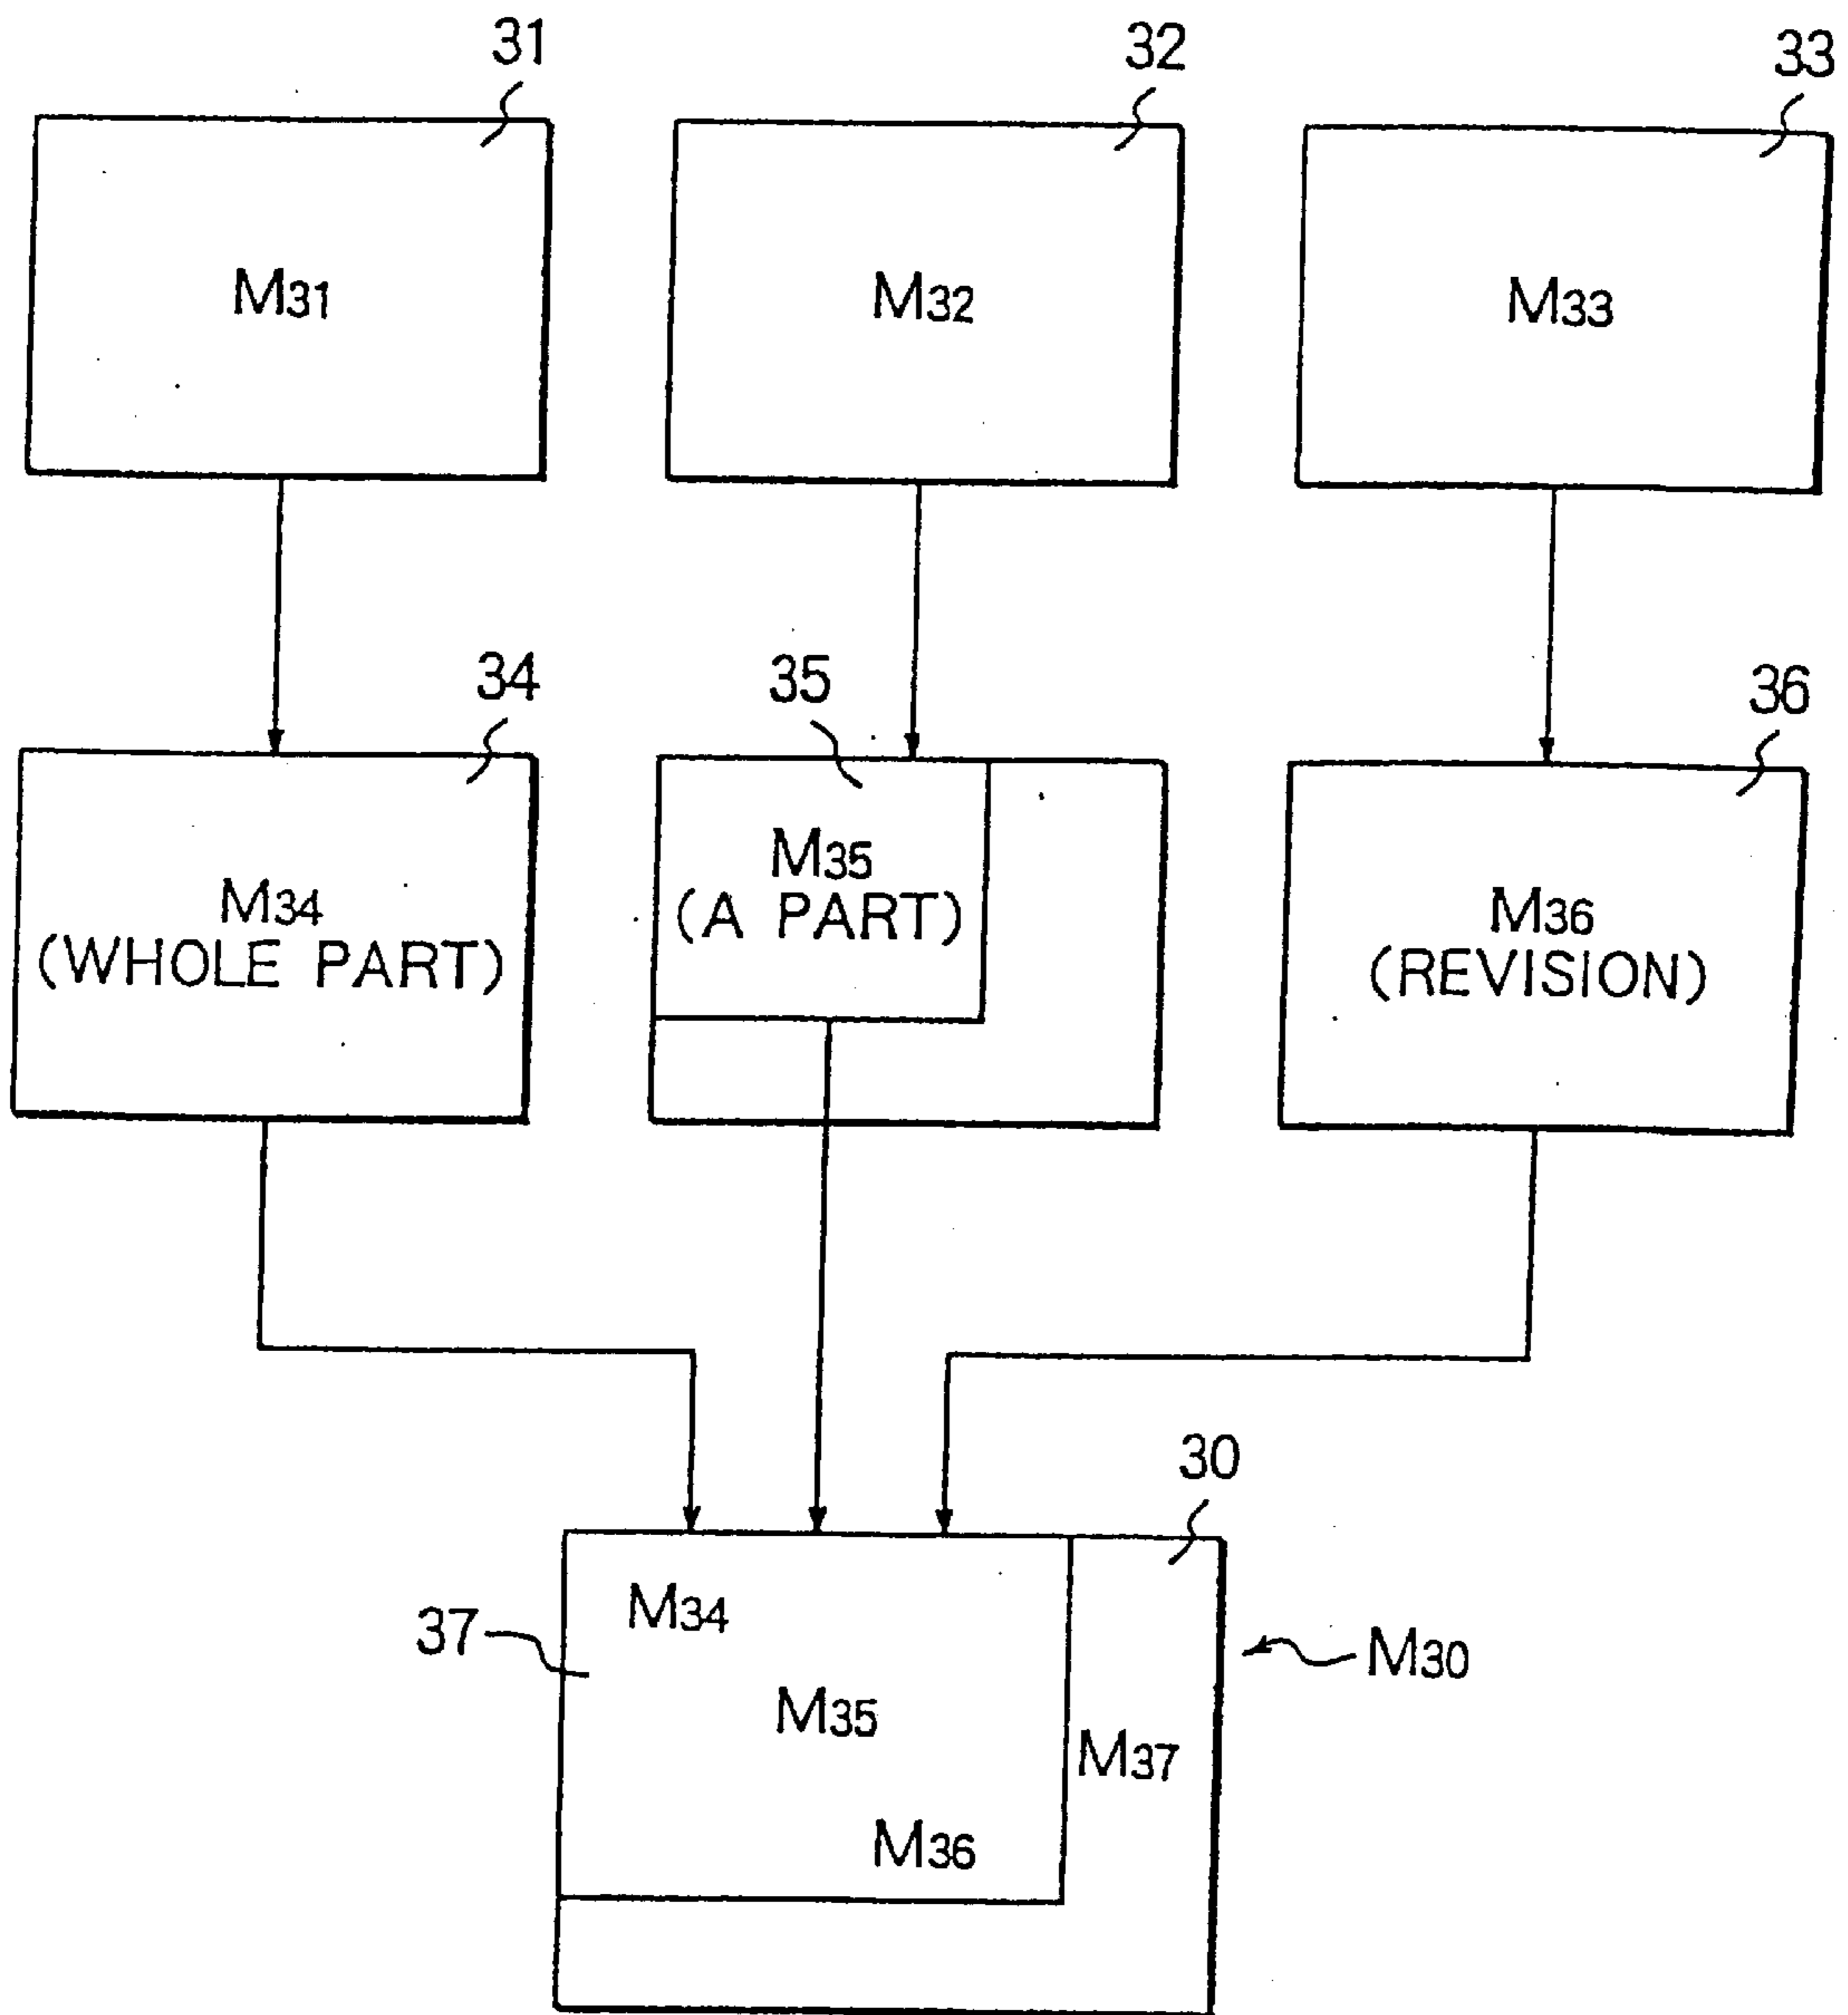 31
32
33
M31
M32
M33
34
35
36
M34
(WHOLE PART)
M35
(A PART)
M36
(REVISION)
30
37
M34
M30
M35
M37
M36